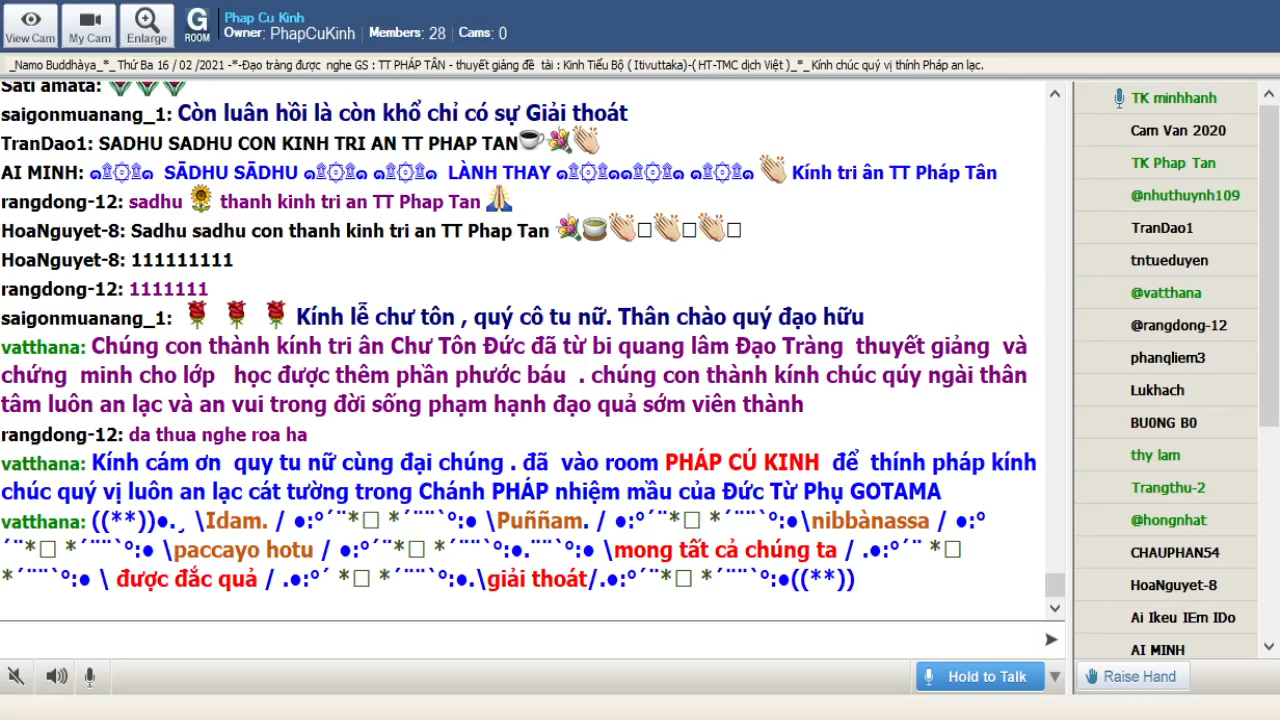 View Cam
My Cam
Enlarge
G
ROOM
Phap Cu Kinh
Owner: PhapCuKinh | Members: 28 | Cams: 0
_Namo Buddhàya_*_ Thứ Ba 16 / 02 /2021 -*-Đạo tràng được nghe GS : TT PHÁP TÂN - thuyết giảng đề tài : Kinh Tiểu Bộ ( Itivuttaka)-( HT-TMC dịch Việt )_*_ Kính chúc quý vị thính Pháp an lạc.
Sati amata:
saigonmuanang_1: Còn luân hồi là còn khổ chỉ có sự Giải thoát
TranDao1: SADHU SADHU CON KINH TRI AN TT PHAP TAN
AI MINH: ๑۩۞۩๑ SĀDHU SĀDHU ๑۩۞۩๑ ๑۩۞۩๑ LÀNH THAY ๑۩۞۩๑๑۩۞۩๑ ๑۩۞۩๑ Kính tri ân TT Pháp Tân
rangdong-12: sadhu thanh kinh tri an TT Phap Tan
HoaNguyet-8: Sadhu sadhu con thanh kinh tri an TT Phap Tan
HoaNguyet-8: 111111111
rangdong-12: 1111111
saigonmuanang_1: Kính lễ chư tôn , quý cô tu nữ. Thân chào quý đạo hữu
vatthana: Chúng con thành kính tri ân Chư Tôn Đức đã từ bi quang lâm Đạo Tràng thuyết giảng và
chứng minh cho lớp học được thêm phần phước báu . chúng con thành kính chúc qúy ngài thân
tâm luôn an lạc và an vui trong đời sống phạm hạnh đạo quả sớm viên thành
rangdong-12: da thua nghe roa ha
vatthana: Kính cám ơn quy tu nữ cùng đại chúng . đã vào room PHÁP CÚ KINH để thính pháp kính
chúc quý vị luôn an lạc cát tường trong Chánh PHÁP nhiệm mầu của Đức Từ Phụ GOTAMA
vatthana: ((**))●.¸ \Idam. / ●:°´¨*□ *´¨¨`°:● \Puññam. / ●:°´¨*□ *´¨¨`°:●\nibbànassa / ●:°
´¨*□ *´¨¨`°:● \paccayo hotu / ●:°´¨*□ *´¨¨`°:●.¨¨`°:● \mong tất cả chúng ta / .●:°´¨ *□
*´¨¨`°:● \ được đắc quả / .●:°´ *□ *´¨¨`°:●.\giải thoát/.●:°´¨*□ *´¨¨`°:●((**))
Hold to Talk
TK minhhanh
Cam Van 2020
TK Phap Tan
@nhuthuynh109
TranDao1
tntueduyen
@vatthana
@rangdong-12
phanqliem3
Lukhach
BU0NG B0
thy lam
Trangthu-2
@hongnhat
CHAUPHAN54
HoaNguyet-8
Ai Ikeu IEm IDo
AI MINH
Raise Hand